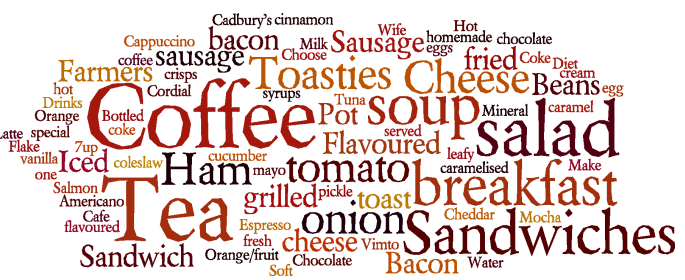 Cadbury's cinnamon
Cappuccino bacon Milk Sausage Wife Hot
homemade chocolate
coffee sausage Choose eggs fried Coke Diet
Farmers crisps Toasties Cheese cream
hot Cordial syrups Beans egg
Drinks Coffee Tuna soup Mineral caramel
Orange Bottled Pot salad
Latte special coke served
Flake 7up Flavoured leafy
vanilla Iced coleslaw Ham cucumber tomato caramelised Make
one mayo breakfast
Salmon Tea grilled pickle toast
Americano onion Cheddar Mocha
Cafe Espresso Sandwiches
flavoured fresh cheese Vimto
Sandwich Orange/fruit Chocolate Bacon Water
Soft